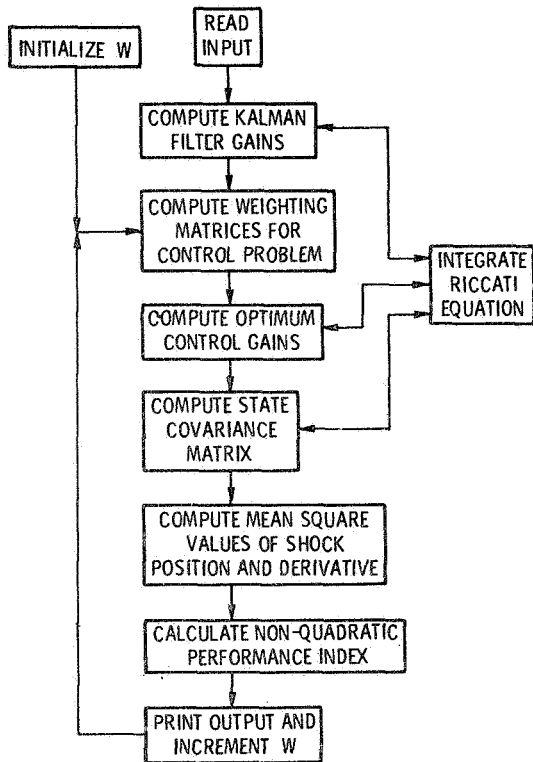 INITIALIZE W
READ
INPUT
COMPUTE KALMAN
FILTER GAINS
COMPUTE WEIGHTING
MATRICES FOR
CONTROL PROBLEM
INTEGRATE
RICCATI
EQUATION
COMPUTE OPTIMUM
CONTROL GAINS
COMPUTE STATE
COVARIANCE
MATRIX
COMPUTE MEAN SQUARE
VALUES OF SHOCK
POSITION AND DERIVATIVE
CALCULATE NON-QUADRATIC
PERFORMANCE INDEX
PRINT OUTPUT AND
INCREMENT W